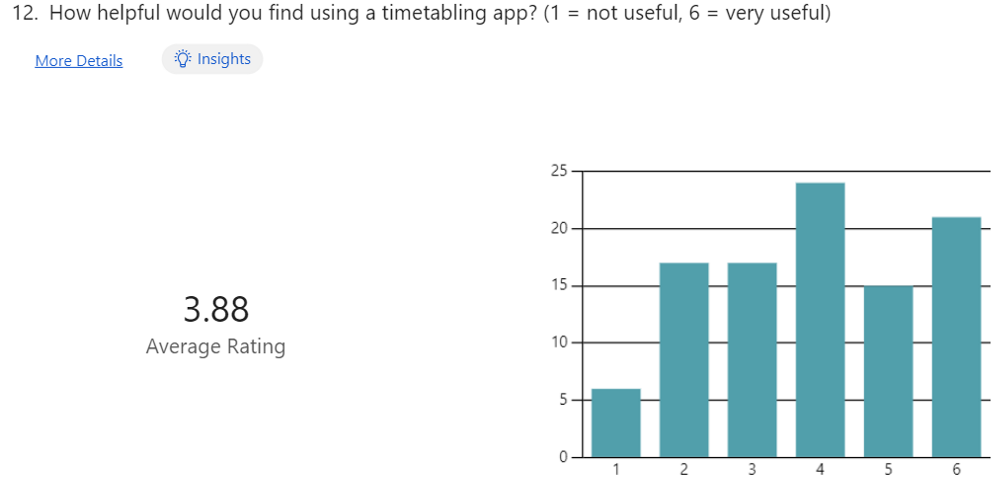 12. How helpful would you find using a timetabling app? (1 = not useful, 6 = very useful)
More Details
Insights
3.88
Average Rating
25
20
15
10
5
0
1 2 3 4 5 6